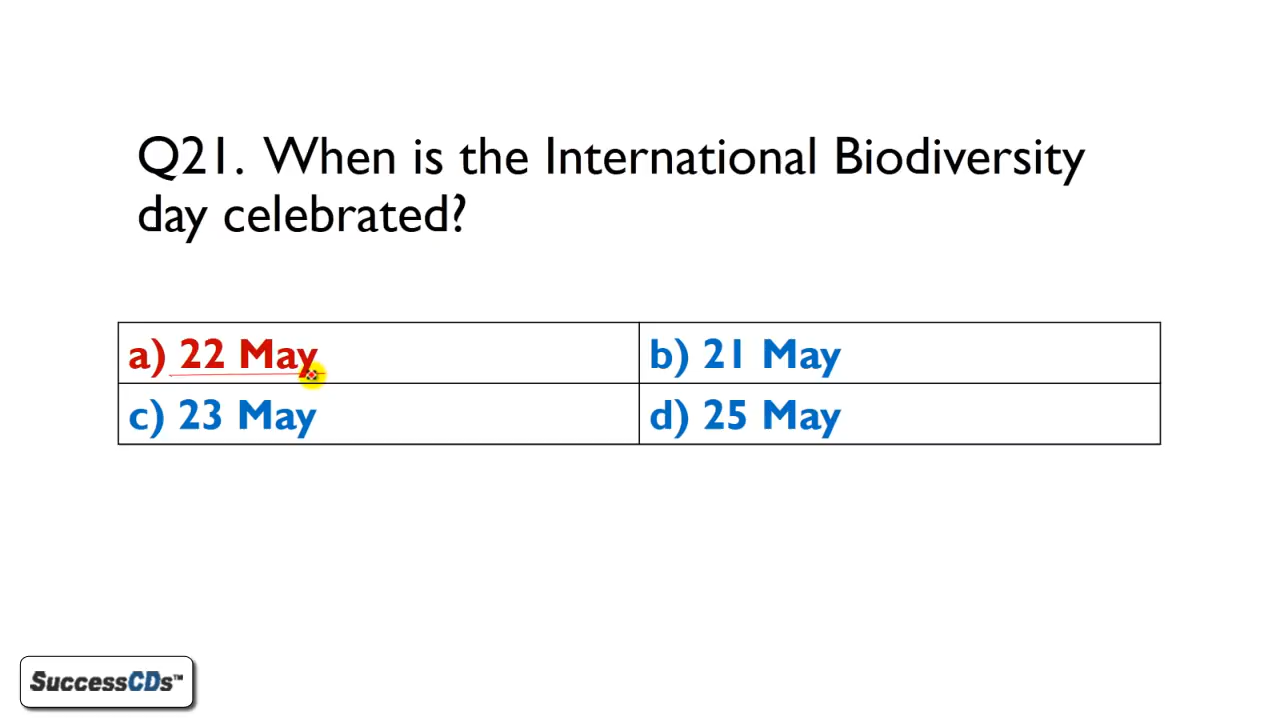 Q21. When is the International Biodiversity
day celebrated?
a) 22 May
b) 21 May
c) 23 May
d) 25 May
SuccessCDs™